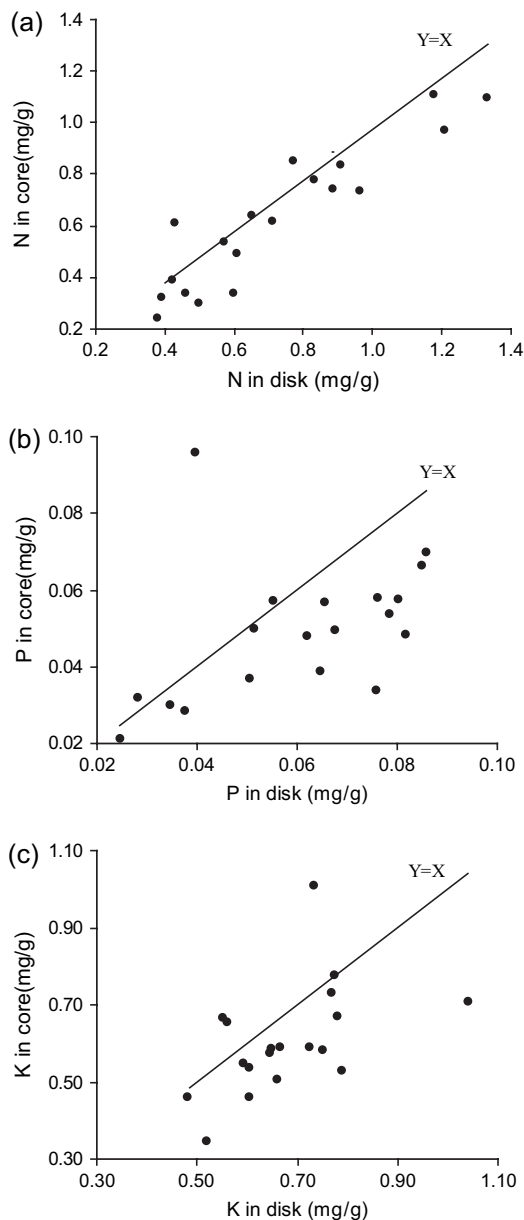 (a)
Y=X
1.4
1.2
1.0
0.8
0.6
0.4
0.2
N in core(mg/g)
0.2 0.4 0.6 0.8 1.0 1.2 1.4
N in disk (mg/g)
(b)
0.10
Y=X
0.08
0.06
0.04
0.02
P in core(mg/g)
0.02 0.04 0.06 0.08 0.10
P in disk (mg/g)
(c)
1.10
Y=X
0.90
0.70
0.50
0.30
K in core(mg/g)
0.30 0.50 0.70 0.90 1.10
K in disk (mg/g)